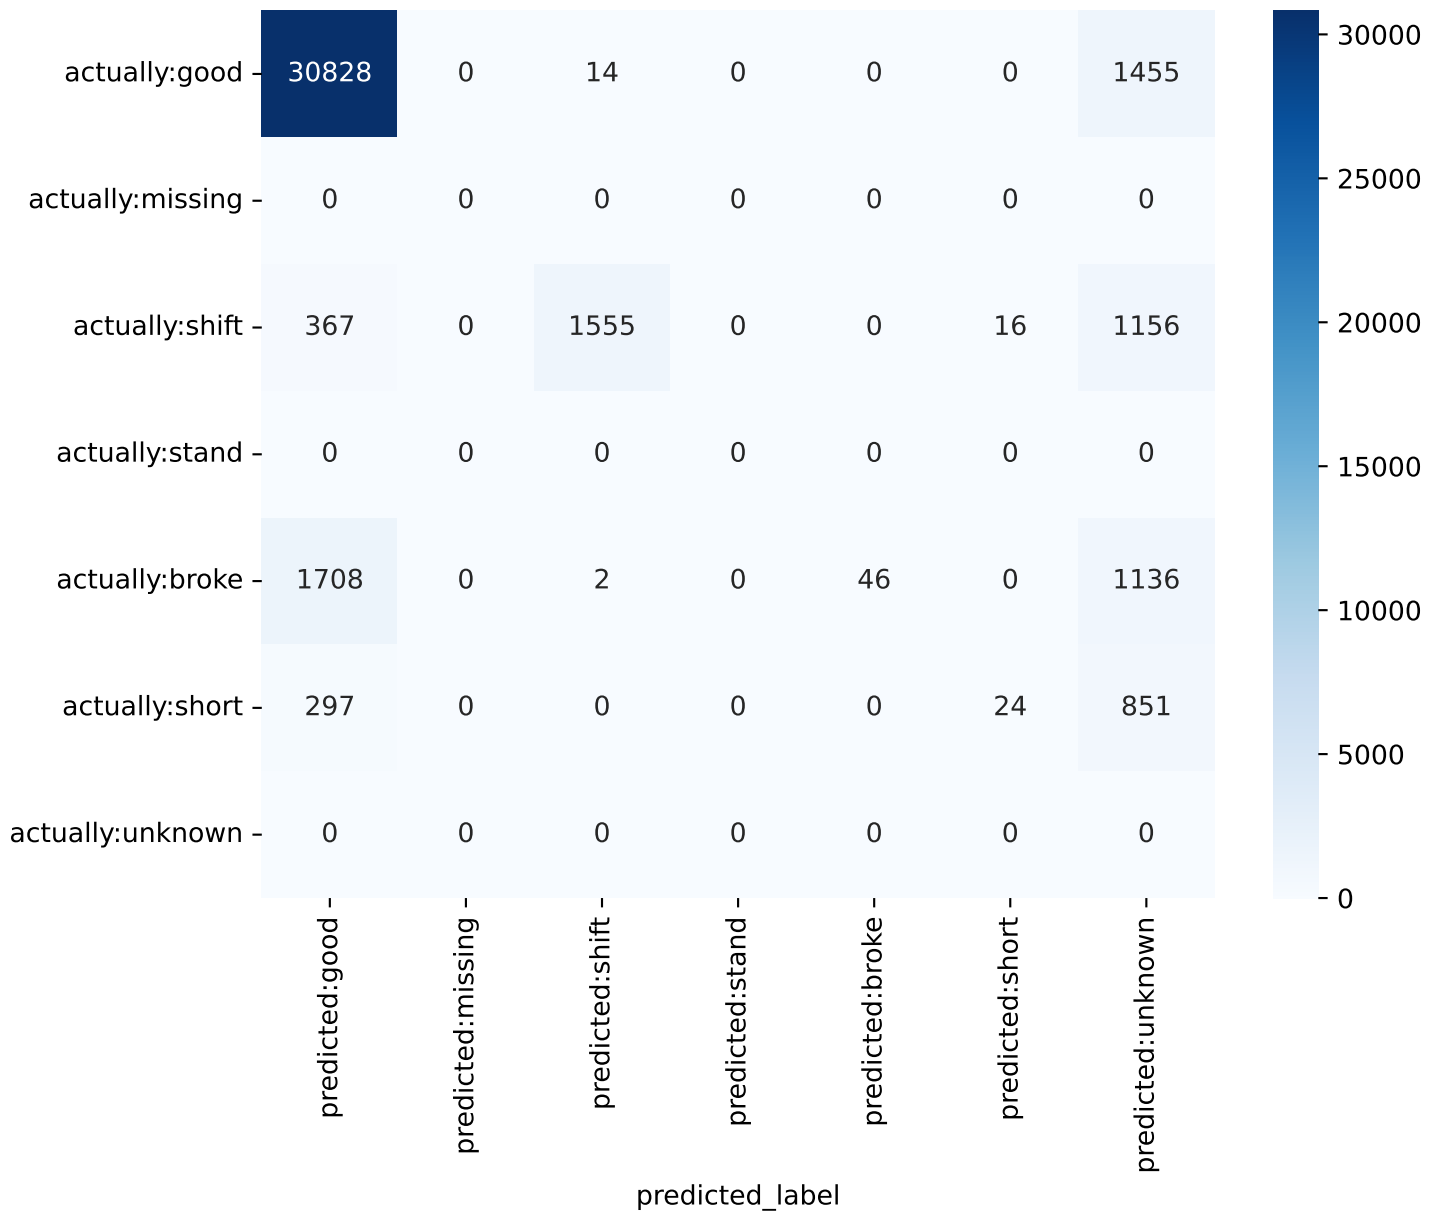 actually:good 30828 0 14 0 0 0 1455
actually:missing 0 0 0 0 0 0 0
actually:shift 367 0 1555 0 0 16 1156
actually:stand 0 0 0 0 0 0 0
actually:broke 1708 0 2 0 46 0 1136
actually:short 297 0 0 0 0 24 851
actually:unknown 0 0 0 0 0 0 0
predicted:good
predicted:missing
predicted:shift
predicted:stand
predicted:broke
predicted:short
predicted:unknown
predicted_label
30000
25000
20000
15000
10000
5000
0